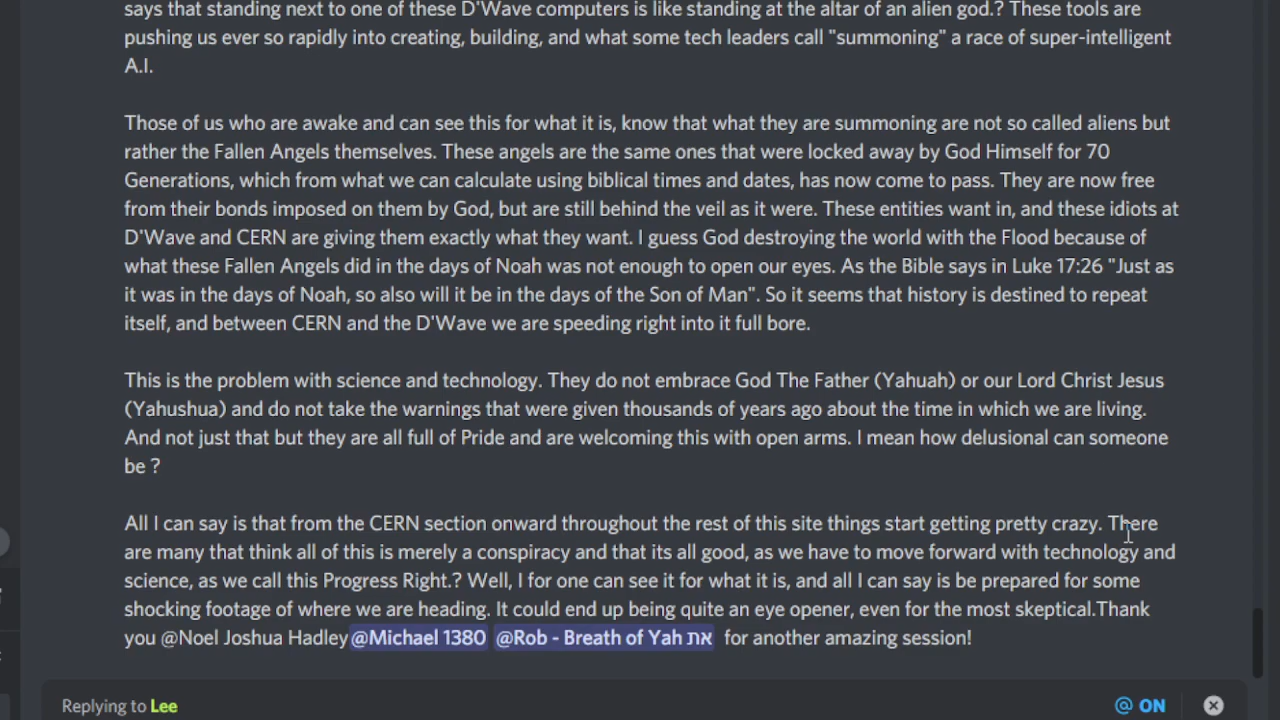 says that standing next to one of these D'Wave computers is like standing at the altar of an alien god.? These tools are
pushing us ever so rapidly into creating, building, and what some tech leaders call "summoning" a race of super-intelligent
A.I.
Those of us who are awake and can see this for what it is, know that what they are summoning are not so called aliens but
rather the Fallen Angels themselves. These angels are the same ones that were locked away by God Himself for 70
Generations, which from what we can calculate using biblical times and dates, has now come to pass. They are now free
from their bonds imposed on them by God, but are still behind the veil as it were. These entities want in, and these idiots at
D'Wave and CERN are giving them exactly what they want. I guess God destroying the world with the Flood because of
what these Fallen Angels did in the days of Noah was not enough to open our eyes. As the Bible says in Luke 17:26 "Just as
it was in the days of Noah, so also will it be in the days of the Son of Man". So it seems that history is destined to repeat
itself, and between CERN and the D'Wave we are speeding right into it full bore.
This is the problem with science and technology. They do not embrace God The Father (Yahuah) or our Lord Christ Jesus
(Yahushua) and do not take the warnings that were given thousands of years ago about the time in which we are living.
And not just that but they are all full of Pride and are welcoming this with open arms. I mean how delusional can someone
be ?
All I can say is that from the CERN section onward throughout the rest of this site things start getting pretty crazy. There
are many that think all of this is merely a conspiracy and that its all good, as we have to move forward with technology and
science, as we call this Progress Right.? Well, I for one can see it for what it is, and all I can say is be prepared for some
shocking footage of where we are heading. It could end up being quite an eye opener, even for the most skeptical.Thank
you @Noel Joshua Hadley @Michael 1380 @Rob - Breath of Yah את for another amazing session!
Replying to Lee @ ON